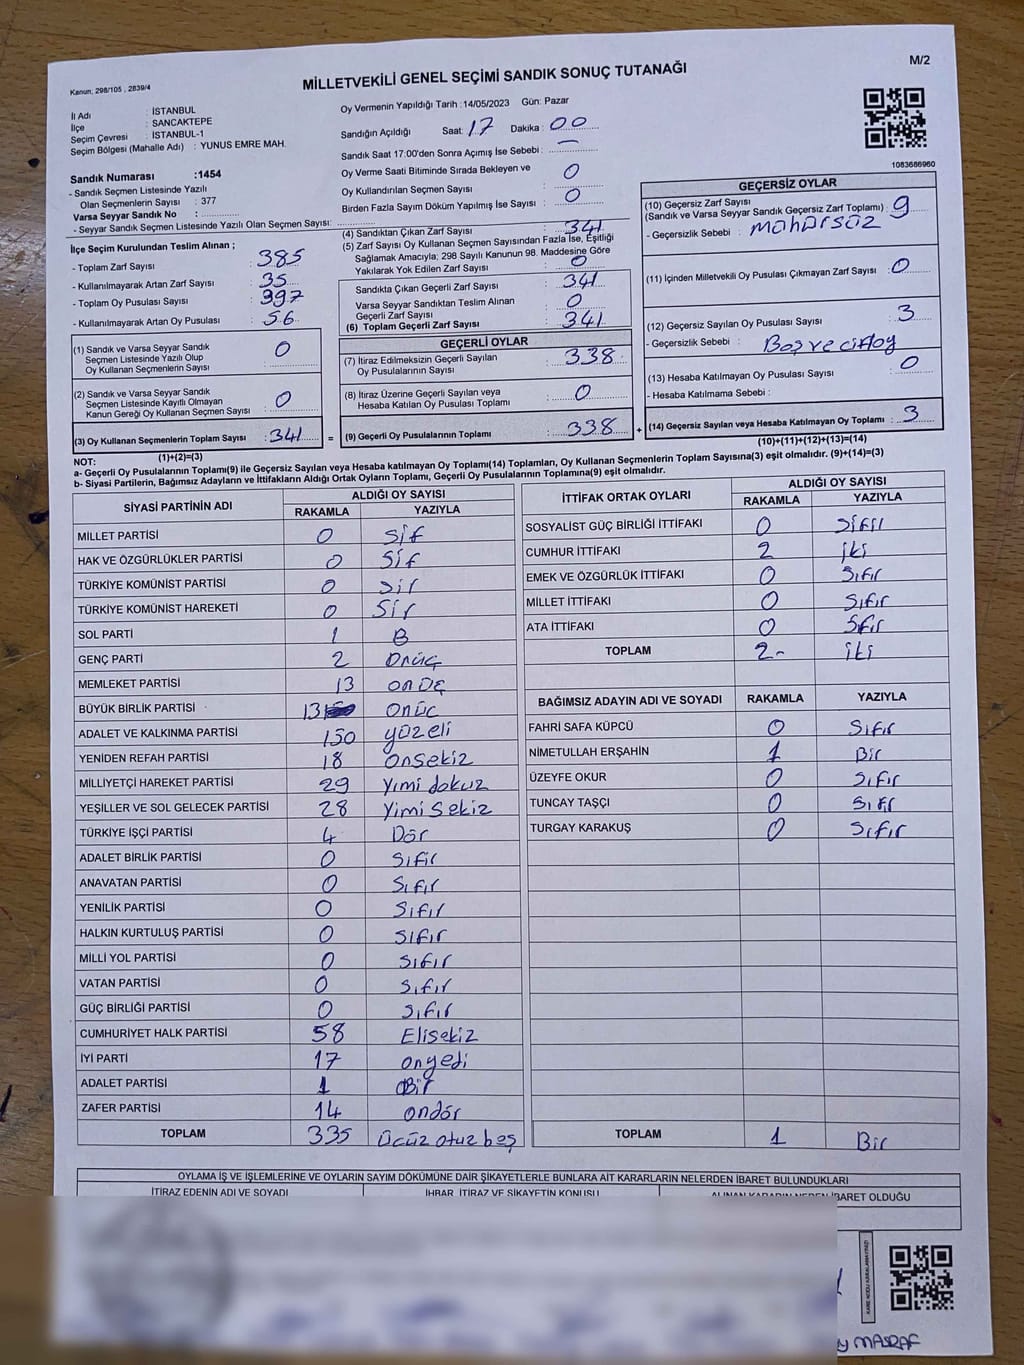 M/2
Kanun; 298/105 , 2839/4
MİLLETVEKİLİ GENEL SEÇİMİ SANDIK SONUÇ TUTANAĞI
İl Adı : İSTANBUL
İlçe : SANCAKTEPE
Seçim Çevresi : İSTANBUL-1
Seçim Bölgesi (Mahalle Adı) : YUNUS EMRE MAH.
Sandık Numarası :1454
- Sandık Seçmen Listesinde Yazılı
Olan Seçmenlerin Sayısı : 377
Varsa Seyyar Sandık No :
- Seyyar Sandık Seçmen Listesinde Yazılı Olan Seçmen Sayısı:
İlçe Seçim Kurulundan Teslim Alınan ;
- Toplam Zarf Sayısı : 385
- Kullanılmayarak Artan Zarf Sayısı : 35
- Toplam Oy Pusulası Sayısı : 397
- Kullanılmayarak Artan Oy Pusulası : 56
(1) Sandık ve Varsa Seyyar Sandık
Seçmen Listesinde Yazılı Olup : 0
Oy Kullanan Seçmenlerin Sayısı
(2) Sandık ve Varsa Seyyar Sandık
Seçmen Listesinde Kayıtlı Olmayan : 0
Kanun Gereği Oy Kullanan Seçmen Sayısı
(3) Oy Kullanan Seçmenlerin Toplam Sayısı : 341 =
(1)+(2)=(3)
Oy Vermenin Yapıldığı Tarih :14/05/2023 Gün: Pazar
Sandığın Açıldığı Saat: 17 Dakika : 00
Sandık Saat 17:00'den Sonra Açımış İse Sebebi : —
Oy Verme Saati Bitiminde Sırada Bekleyen ve
Oy Kullandırılan Seçmen Sayısı : 0
Birden Fazla Sayım Döküm Yapılmış İse Sayısı : 0
(4) Sandıktan Çıkan Zarf Sayısı : 341
(5) Zarf Sayısı Oy Kullanan Seçmen Sayısından Fazla İse, Eşitliği
Sağlamak Amacıyla; 298 Sayılı Kanunun 98. Maddesine Göre
Yakılarak Yok Edilen Zarf Sayısı : 0
Sandıkta Çıkan Geçerli Zarf Sayısı : 341
Varsa Seyyar Sandıktan Teslim Alınan
Geçerli Zarf Sayısı : 0
(6) Toplam Geçerli Zarf Sayısı : 341
GEÇERLİ OYLAR
(7) İtiraz Edilmeksizin Geçerli Sayılan
Oy Pusulalarının Sayısı : 338
(8) İtiraz Üzerine Geçerli Sayılan veya
Hesaba Katılan Oy Pusulası Toplamı : 0
(9) Geçerli Oy Pusulalarının Toplamı : 338 +
1083686960
GEÇERSİZ OYLAR
(10) Geçersiz Zarf Sayısı
(Sandık ve Varsa Seyyar Sandık Geçersiz Zarf Toplamı) : 9
- Geçersizlik Sebebi : mühürsüz
(11) İçinden Milletvekili Oy Pusulası Çıkmayan Zarf Sayısı : 0
(12) Geçersiz Sayılan Oy Pusulası Sayısı : 3
- Geçersizlik Sebebi :
(13) Hesaba Katılmayan Oy Pusulası Sayısı : 0
- Hesaba Katılmama Sebebi :
(14) Geçersiz Sayılan veya Hesaba Katılmayan Oy Toplamı : 3
(10)+(11)+(12)+(13)=(14)
NOT:
a- Geçerli Oy Pusulalarının Toplamı(9) ile Geçersiz Sayılan veya Hesaba katılmayan Oy Toplamı(14) Toplamları, Oy Kullanan Seçmenlerin Toplam Sayısına(3) eşit olmalıdır. (9)+(14)=(3)
b- Siyasi Partilerin, Bağımsız Adayların ve İttifakların Aldığı Ortak Oyların Toplamı, Geçerli Oy Pusulalarının Toplamına(9) eşit olmalıdır.
SİYASİ PARTİNİN ADI ALDIĞI OY SAYISI
RAKAMLA YAZIYLA
MİLLET PARTİSİ 0 Sıf
HAK VE ÖZGÜRLÜKLER PARTİSİ 0 Sıf
TÜRKİYE KOMÜNİST PARTİSİ 0 Sıf
TÜRKİYE KOMÜNİST HAREKETİ 0 Sıf
SOL PARTİ 1 B
GENÇ PARTİ 2 Onüç
MEMLEKET PARTİSİ 13 onüç
BÜYÜK BİRLİK PARTİSİ 13 onüc
ADALET VE KALKINMA PARTİSİ 150 yüzeli
YENİDEN REFAH PARTİSİ 18 onsekiz
MİLLİYETÇİ HAREKET PARTİSİ 29 Yimi dokuz
YEŞİLLER VE SOL GELECEK PARTİSİ 28 Yimi Sekiz
TÜRKİYE İŞÇİ PARTİSİ 4 Dör
ADALET BİRLİK PARTİSİ 0 Sıfır
ANAVATAN PARTİSİ 0 Sıfır
YENİLİK PARTİSİ 0 Sıfır
HALKIN KURTULUŞ PARTİSİ 0 Sıfır
MİLLİ YOL PARTİSİ 0 Sıfır
VATAN PARTİSİ 0 Sıfır
GÜÇ BİRLİĞİ PARTİSİ 0 Sıfır
CUMHURİYET HALK PARTİSİ 58 Elisekiz
İYİ PARTİ 17 onyedi
ADALET PARTİSİ 1 Bir
ZAFER PARTİSİ 14 ondör
TOPLAM 335 Ücüz otuz beş
İTTİFAK ORTAK OYLARI ALDIĞI OY SAYISI
RAKAMLA YAZIYLA
SOSYALİST GÜÇ BİRLİĞİ İTTİFAKI 0 Sıfır
CUMHUR İTTİFAKI 2 iki
EMEK VE ÖZGÜRLÜK İTTİFAKI 0 Sıfır
MİLLET İTTİFAKI 0 Sıfır
ATA İTTİFAKI 0 Sıfır
TOPLAM 2- iki
BAĞIMSIZ ADAYIN ADI VE SOYADI RAKAMLA YAZIYLA
FAHRİ SAFA KÜPCÜ 0 Sıfır
NİMETULLAH ERŞAHİN 1 Bir
ÜZEYFE OKUR 0 Sıfır
TUNCAY TAŞÇI 0 Sıfır
TURGAY KARAKUŞ 0 Sıfır
TOPLAM 1 Bir
OYLAMA İŞ VE İŞLEMLERİNE VE OYLARIN SAYIM DÖKÜMÜNE DAİR ŞİKAYETLERLE BUNLARA AİT KARARLARIN NELERDEN İBARET BULUNDUKLARI
İTİRAZ EDENİN ADI VE SOYADI İHBAR, İTİRAZ VE ŞİKAYETİN KONUSU ALINAN KARARIN NEDEN İBARET OLDUĞU
KARE KODU KARALAMAYINIZ!
MASRAF